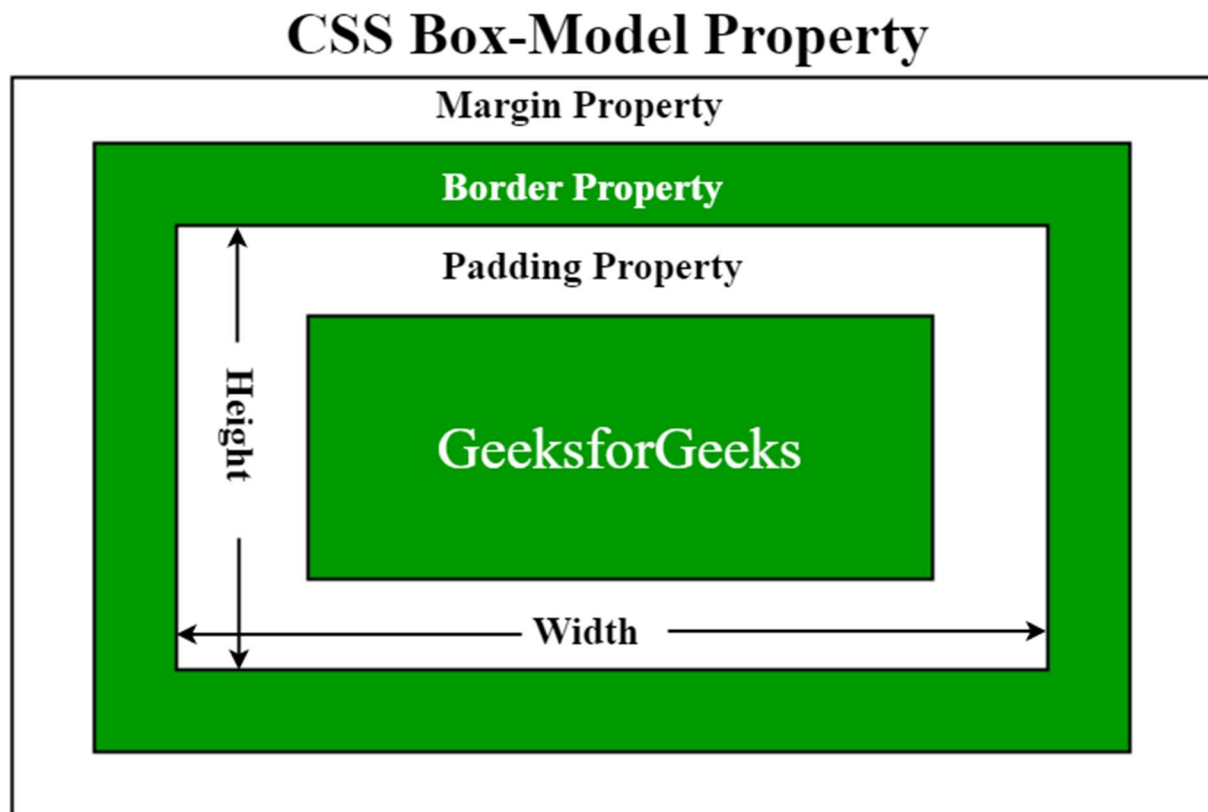 CSS Box-Model Property
Margin Property
Border Property
Padding Property
Height
GeeksforGeeks
Width